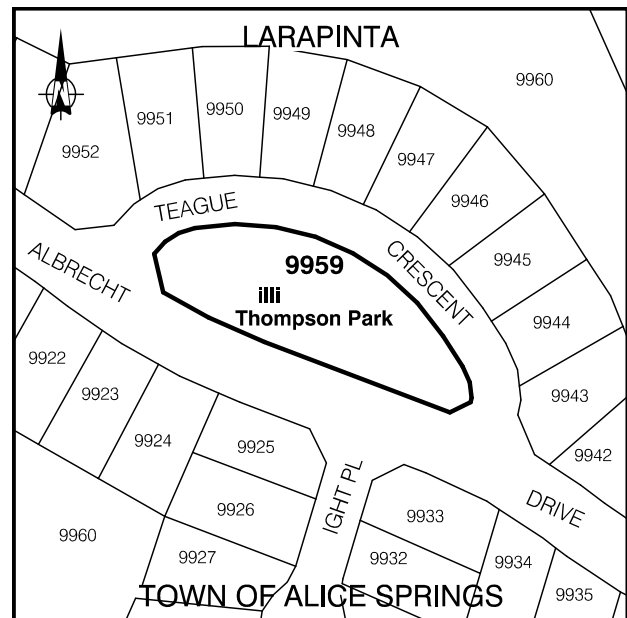 LARAPINTA
9960
9952
9951
9950
9949
9948
9947
9946
9945
9944
9943
9942
TEAGUE
CRESCENT
ALBRECHT
9959
illi
Thompson Park
9922
9923
9924
9925
9926
9927
9960
IGHT PL
9933
9932
9934
9935
DRIVE
TOWN OF ALICE SPRINGS
N